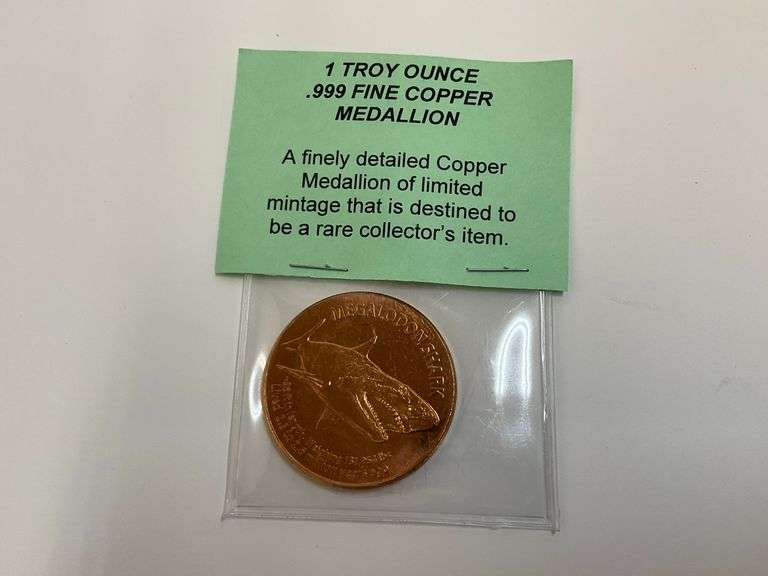 1 TROY OUNCE
.999 FINE COPPER
MEDALLION
A finely detailed Copper
Medallion of limited
mintage that is destined to
be a rare collector's item.
MEGALODON SHARK